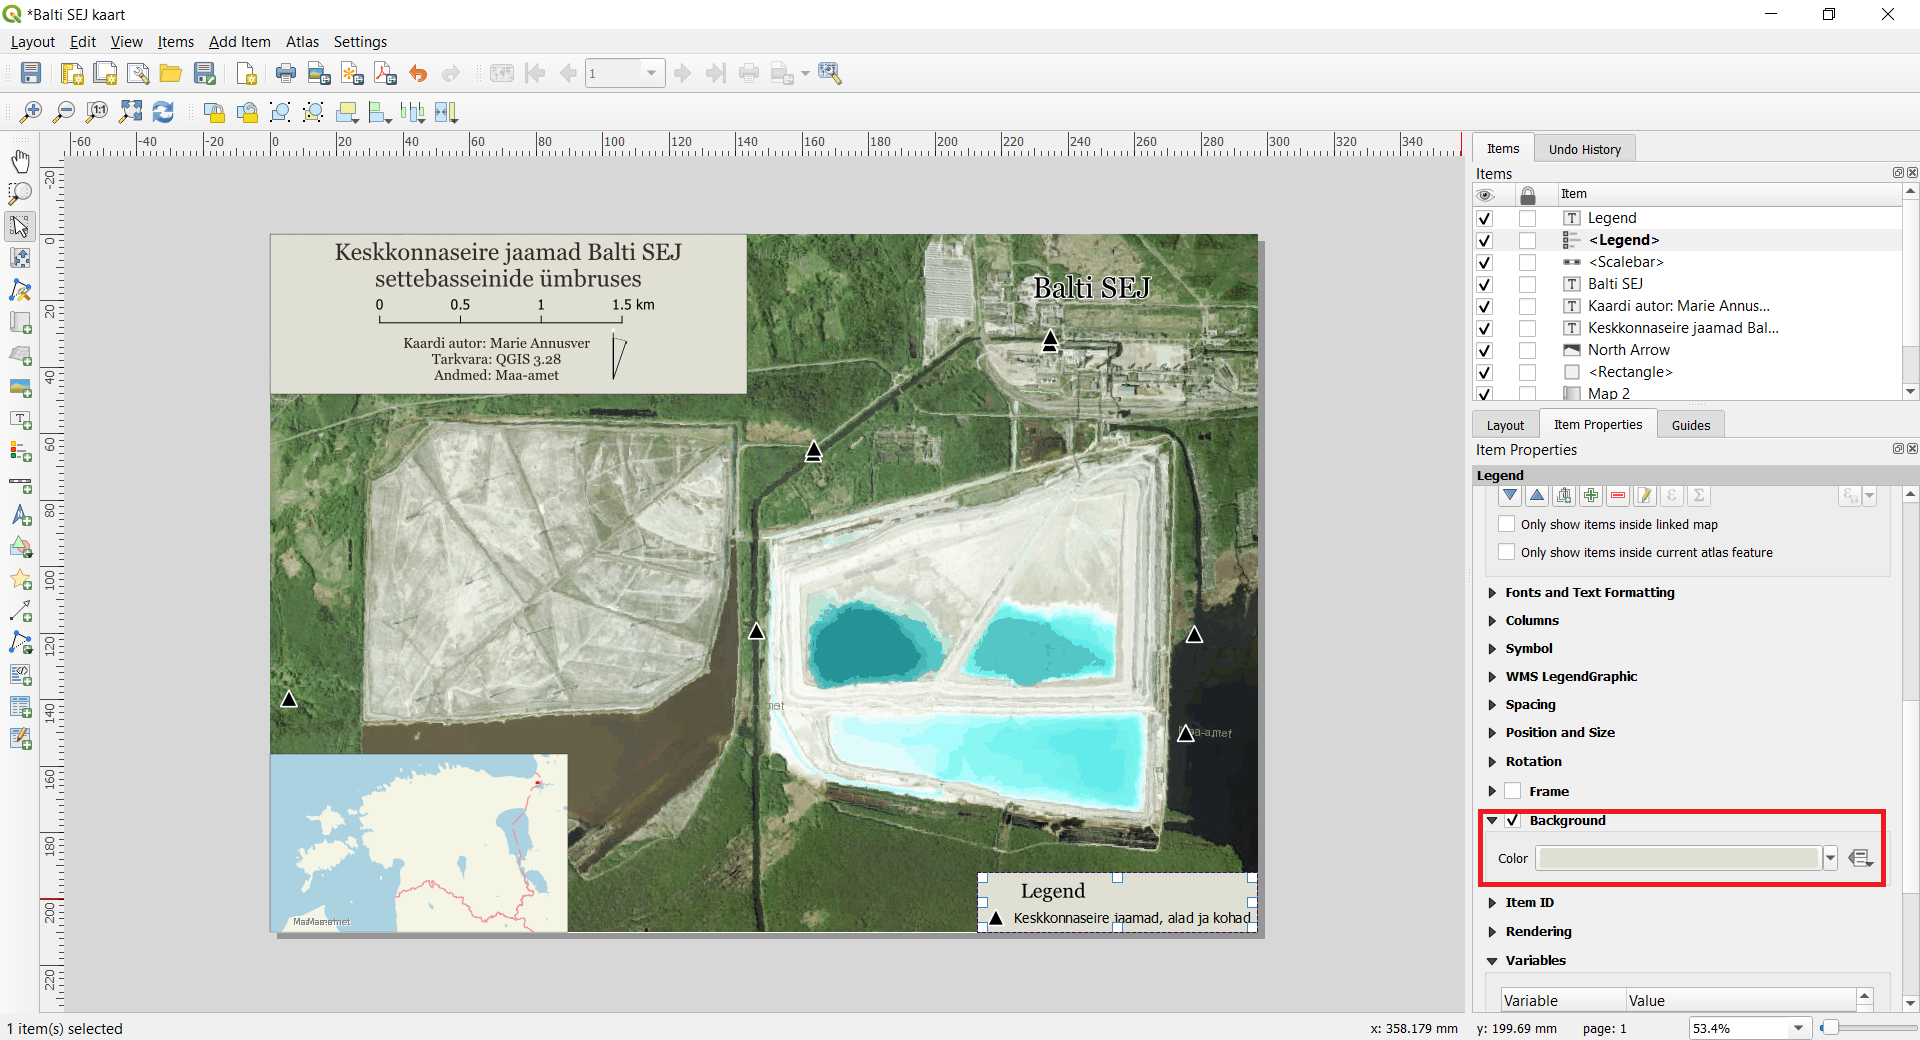 *Balti SEJ kaart
Layout Edit View Items Add Item Atlas Settings
1
1:1
-60 -40 -20 0 20 40 60 80 100 120 140 160 180 200 220 240 260 280 300 320 340
-20 0 20 40 60 80 100 120 140 160 180 200 220
Keskkonnaseire jaamad Balti SEJ
settebasseinide ümbruses
0 0.5 1 1.5 km
Kaardi autor: Marie Annusver
Tarkvara: QGIS 3.28
Andmed: Maa-amet
Balti SEJ
Legend
Keskkonnaseire jaamad, alad ja kohad
Items Undo History
Items
Item
Legend
<Legend>
<Scalebar>
Balti SEJ
Kaardi autor: Marie Annus...
Keskkonnaseire jaamad Bal...
North Arrow
<Rectangle>
Map 2
Layout Item Properties Guides
Item Properties
Legend
Only show items inside linked map
Only show items inside current atlas feature
Fonts and Text Formatting
Columns
Symbol
WMS LegendGraphic
Spacing
Position and Size
Rotation
Frame
Background
Color
Item ID
Rendering
Variables
Variable Value
1 item(s) selected
x: 358.179 mm y: 199.69 mm page: 1 53.4%